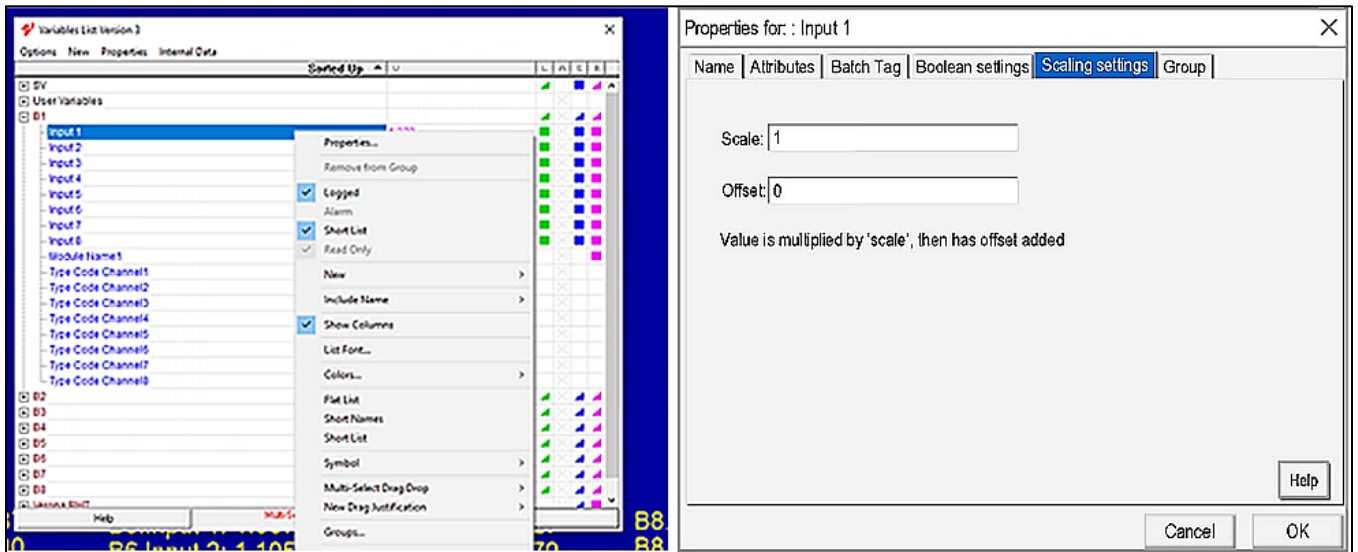 Variables List Version 3
Options New Properties Internal Data
Sorted Up
SV
User Variables
B1
Input 1
Input 2
Input 3
Input 4
Input 5
Input 6
Input 7
Input 8
Module Name1
Type Code Channel1
Type Code Channel2
Type Code Channel3
Type Code Channel4
Type Code Channel5
Type Code Channel6
Type Code Channel7
Type Code Channel8
B2
B3
B4
B5
B6
B7
B8
Help
Properties...
Remove from Group
Logged
Alarm
Short List
Read Only
New
Include Name
Show Columns
List Font...
Colors...
Flat List
Short Names
Short List
Symbol
Multi-Select Drag Drop
New Drag Justification
Groups...
B8
B6 Input 2: 1.105
70
B8
Properties for: : Input 1
Name Attributes Batch Tag Boolean settings Scaling settings Group
Scale: 1
Offset: 0
Value is multiplied by 'scale', then has offset added
Help
Cancel OK